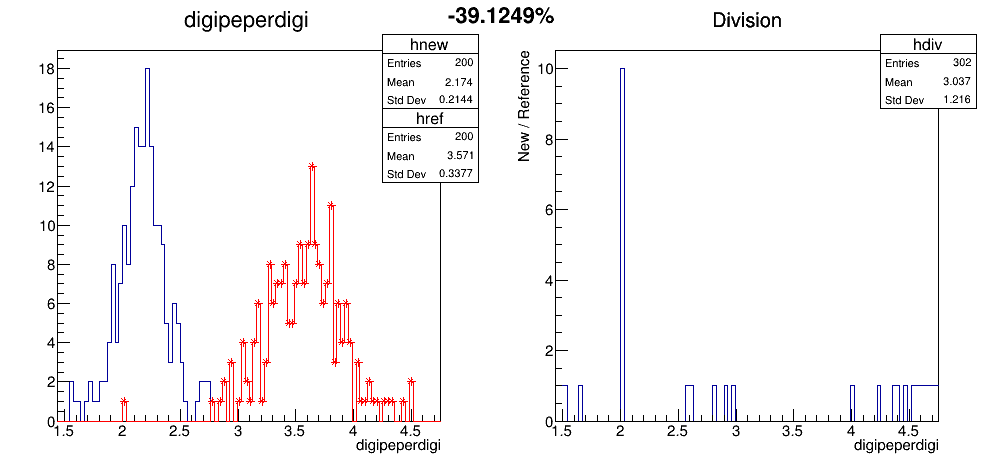 -39.1249%
digipeperdigi
hnew
Entries 200
Mean 2.174
Std Dev 0.2144
href
Entries 200
Mean 3.571
Std Dev 0.3377
18
16
14
12
10
8
6
4
2
0
1.5 2 2.5 3 3.5 4 4.5
digipeperdigi
Division
hdiv
Entries 302
Mean 3.037
Std Dev 1.216
New / Reference
10
8
6
4
2
0
1.5 2 2.5 3 3.5 4 4.5
digipeperdigi